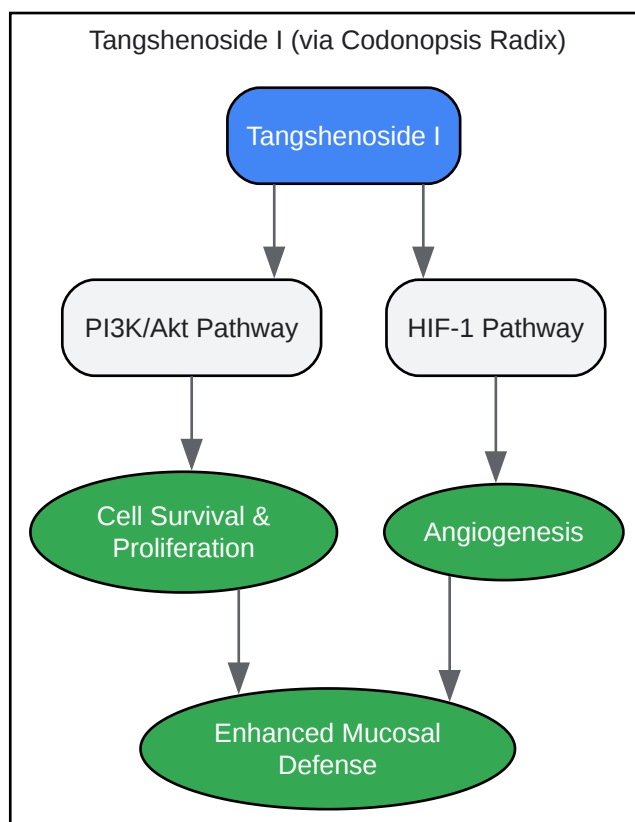 Tangshenoside I (via Codonopsis Radix)
Tangshenoside I
PI3K/Akt Pathway
HIF-1 Pathway
Cell Survival &
Proliferation
Angiogenesis
Enhanced Mucosal
Defense